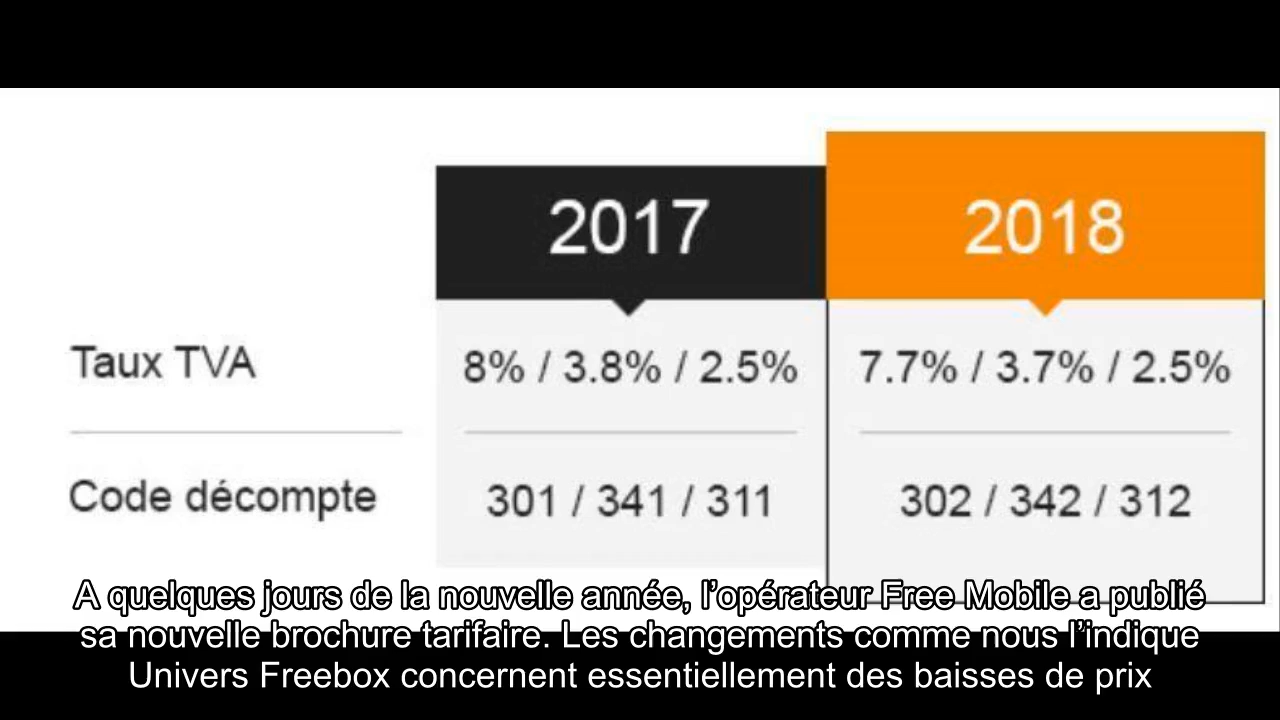 2017 2018
Taux TVA 8% / 3.8% / 2.5% 7.7% / 3.7% / 2.5%
Code décompte 301 / 341 / 311 302 / 342 / 312
A quelques jours de la nouvelle année, l’opérateur Free Mobile a publié
sa nouvelle brochure tarifaire. Les changements comme nous l’indique
Univers Freebox concernent essentiellement des baisses de prix